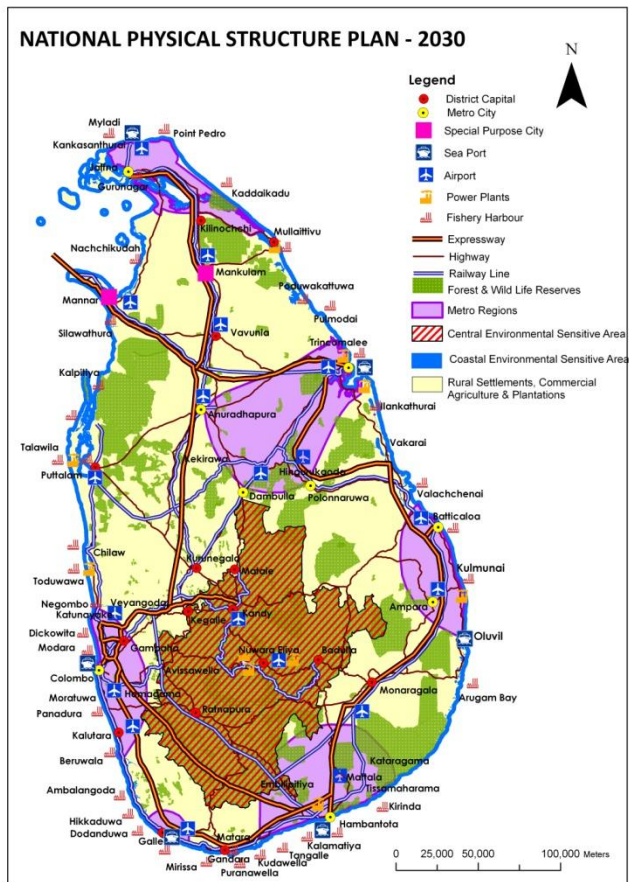 NATIONAL PHYSICAL STRUCTURE PLAN - 2030
N
Legend
District Capital
Metro City
Special Purpose City
Sea Port
Airport
Power Plants
Fishery Harbour
Expressway
Highway
Railway Line
Forest & Wild Life Reserves
Metro Regions
Central Environmental Sensitive Area
Coastal Environmental Sensitive Area
Rural Settlements, Commercial
Agriculture & Plantations
Myladi
Point Pedro
Kankasanthurai
Jaffna
Gurunagar
Kaddaikadu
Kilinochchi
Mullaittivu
Nachchikudah
Mankulam
Paduwakattuwa
Mannar
Pulmodai
Silawathura
Vavunia
Trincomalee
Kalpitiya
Ilankathurai
Anuradhapura
Vakarai
Talawila
Kekirawa
Hingurukgoda
Puttalam
Dambulla
Polonnaruwa
Valachchenai
Batticaloa
Chilaw
Kurunegala
Matale
Toduwawa
Kulmunai
Veyangoda
Negombo
Katunayake
Kegalle
Kandy
Ampara
Dickowita
Gampaha
Oluvil
Modara
Nuwara Eliya
Badulla
Avissawella
Colombo
Monaragala
Moratuwa
Homagama
Arugam Bay
Panadura
Ratnapura
Kalutara
Kataragama
Beruwala
Mattala
Embilipitiya
Tissamaharama
Ambalangoda
Kirinda
Hikkaduwa
Hambantota
Dodanduwa
Matara
Galle
Kalamatiya
Gandara
Tangalle
Mirissa
Kudawella
Puranawella
0 25,000 50,000 100,000 Meters